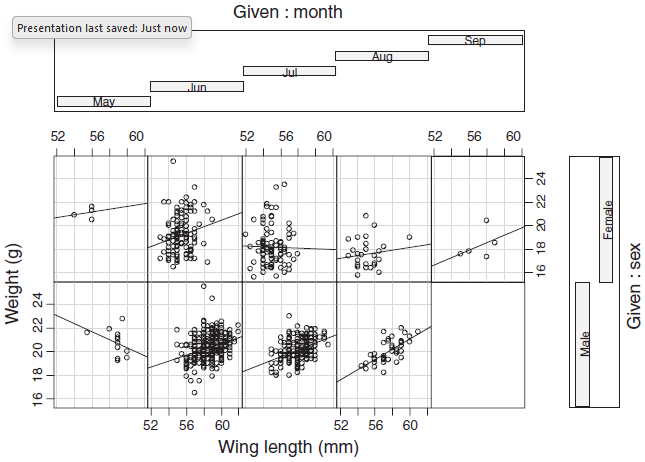 Given : month
Presentation last saved: Just now
Sep
Aug
Jul
Jun
May
52 56 60 52 56 60 52 56 60
24
22
20
18
16
Female
Given : sex
Male
Weight (g)
24
22
20
18
16
52 56 60 52 56 60
Wing length (mm)